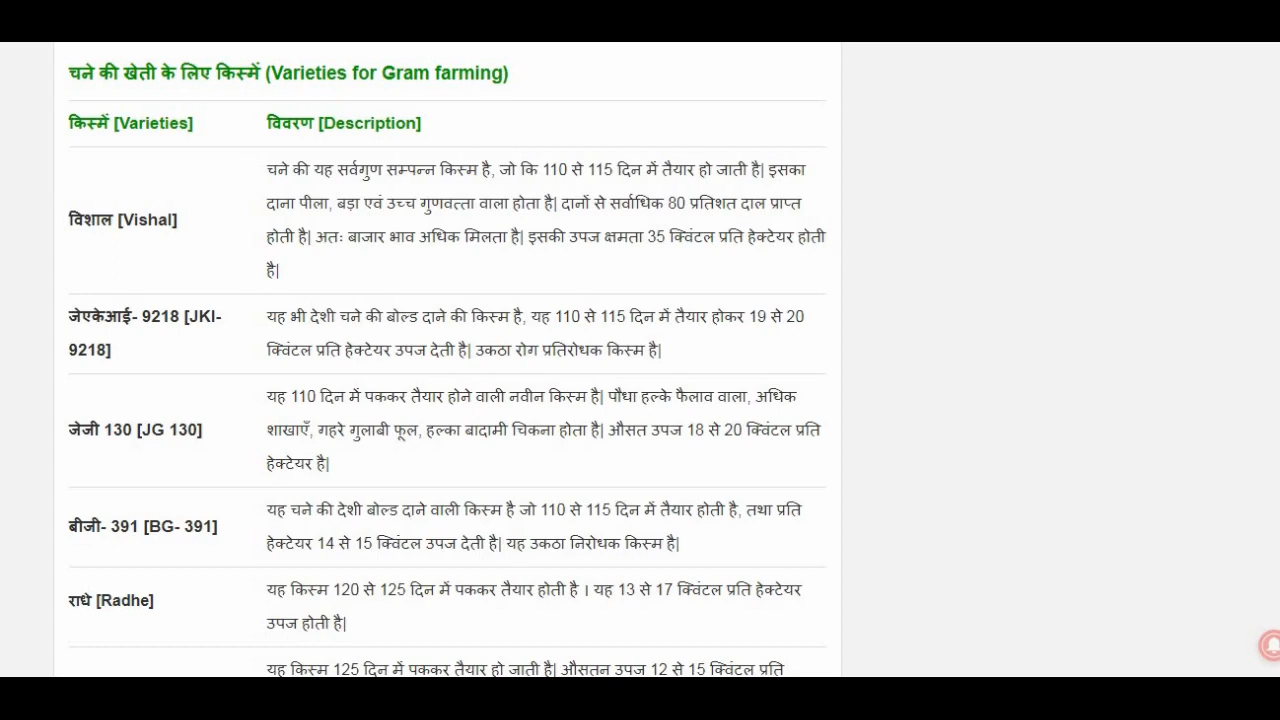 चने की खेती के लिए किस्में (Varieties for Gram farming)
किस्में [Varieties]
विवरण [Description]
विशाल [Vishal]
चने की यह सर्वगुण सम्पन्न किस्म है, जो कि 110 से 115 दिन में तैयार हो जाती है| इसका
दाना पीला, बड़ा एवं उच्च गुणवत्ता वाला होता है| दानों से सर्वाधिक 80 प्रतिशत दाल प्राप्त
होती है| अतः बाजार भाव अधिक मिलता है| इसकी उपज क्षमता 35 क्विंटल प्रति हेक्टेयर होती
है|
जेएकेआई- 9218 [JKI-
9218]
यह भी देशी चने की बोल्ड दाने की किस्म है, यह 110 से 115 दिन में तैयार होकर 19 से 20
क्विंटल प्रति हेक्टेयर उपज देती है| उकठा रोग प्रतिरोधक किस्म है|
जेजी 130 [JG 130]
यह 110 दिन में पककर तैयार होने वाली नवीन किस्म है| पौधा हल्के फैलाव वाला, अधिक
शाखाएँ, गहरे गुलाबी फूल, हल्का बादामी चिकना होता है| औसत उपज 18 से 20 क्विंटल प्रति
हेक्टेयर है|
बीजी- 391 [BG- 391]
यह चने की देशी बोल्ड दाने वाली किस्म है जो 110 से 115 दिन में तैयार होती है, तथा प्रति
हेक्टेयर 14 से 15 क्विंटल उपज देती है| यह उकठा निरोधक किस्म है|
राधे [Radhe]
यह किस्म 120 से 125 दिन में पककर तैयार होती है । यह 13 से 17 क्विंटल प्रति हेक्टेयर
उपज होती है|
यह किस्म 125 दिन में पककर तैयार हो जाती है| औसतन उपज 12 से 15 क्विंटल प्रति